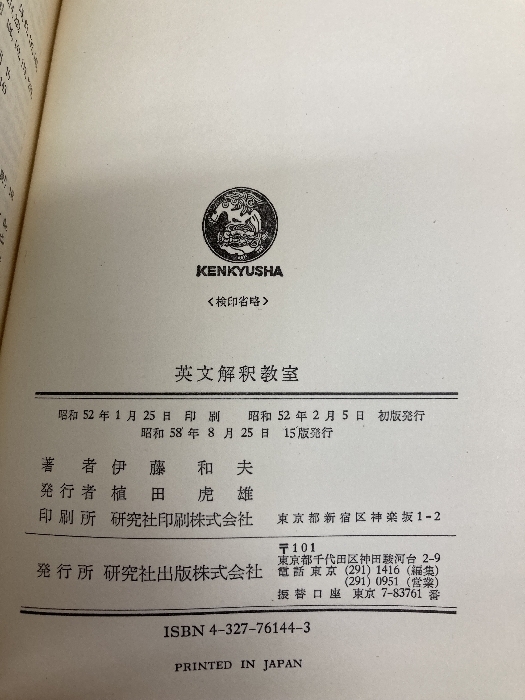 KENKYUSHA
〈検印省略〉
英文解釈教室
昭和 52 年 1 月 25 日 印 刷 昭和 52 年 2 月 5 日 初版発行
昭和 58 年 8 月 25 日 15版発行
著 者 伊 藤 和 夫
発行者 植 田 虎 雄
印刷所 研究社印刷株式会社 東京都新宿区神楽坂1-2
発行所 研究社出版株式会社
〒101
東京都千代田区神田駿河台 2-9
電話 東京 (291) 1416 (編集)
(291) 0951 (営業)
振替口座 東京 7-83761 番
ISBN 4-327-76144-3
PRINTED IN JAPAN